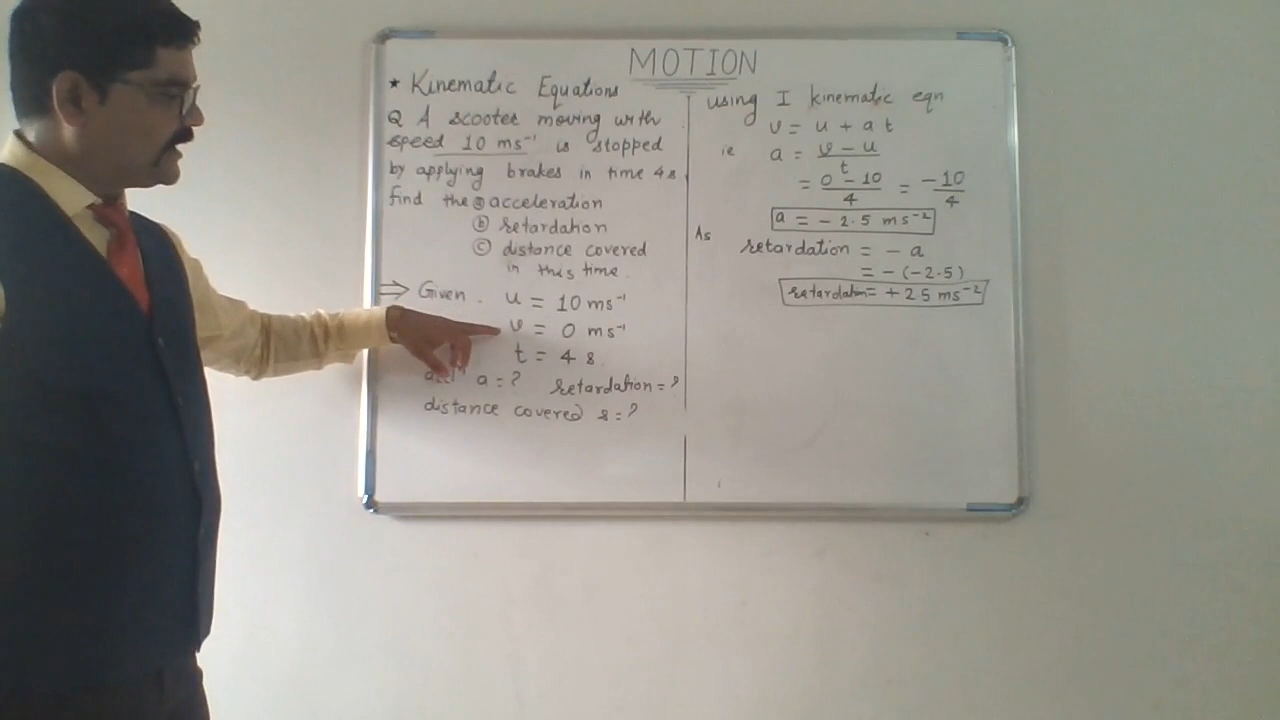 MOTION
* Kinematic Equations
Q A scooter moving with
speed 10 ms⁻¹ is stopped
by applying brakes in time 4s.
find the ⓐ acceleration
ⓑ retardation
ⓒ distance covered
in this time.
⇒ Given. u = 10 ms⁻¹
v = 0 ms⁻¹
t = 4 s.
a = ? retardation = ?
distance covered s = ?
using I kinematic eqn
v = u + a t
ie a = v - u / t
= 0 - 10 / 4 = -10 / 4
a = - 2.5 ms⁻²
As retardation = - a
= - (-2.5)
retardation = + 2 5 ms⁻²